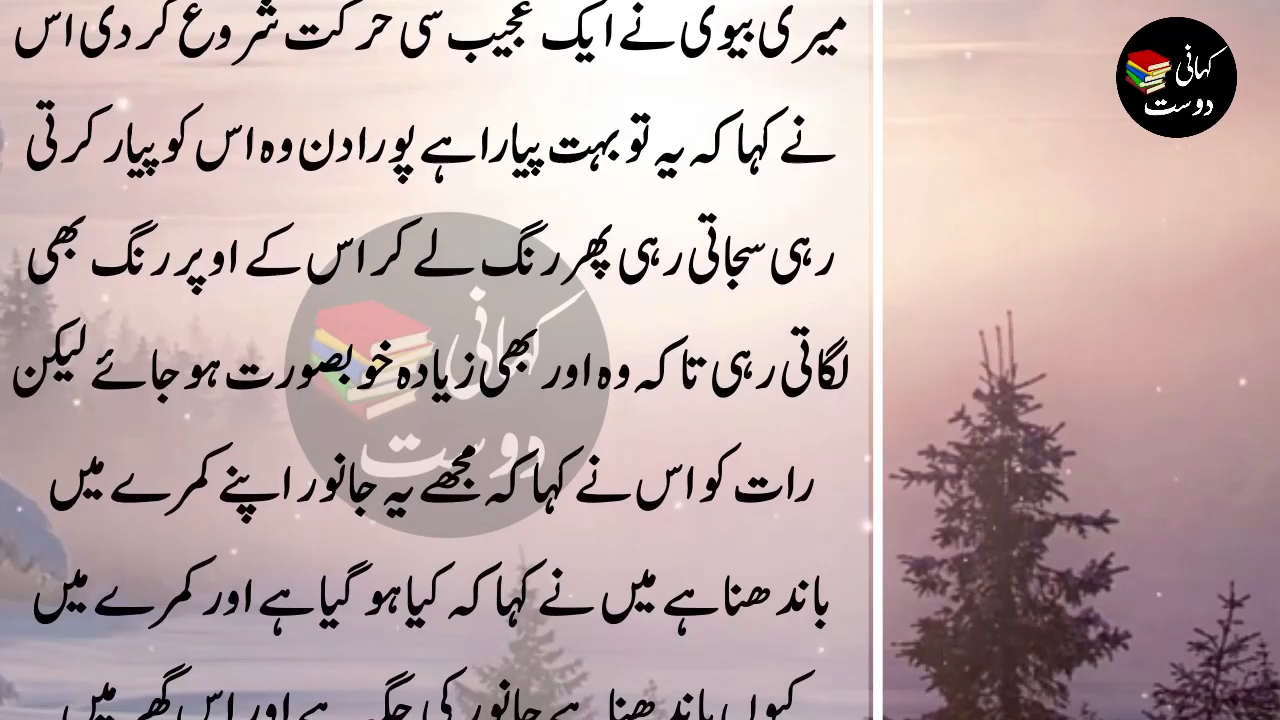 میری بیوی نے ایک عجیب سی حرکت شروع کر دی اس
نے کہا کہ یہ تو بہت پیارا ہے پورا دن وہ اس کو پیار کرتی
رہی سجاتی رہی پھر رنگ لے کر اس کے اوپر رنگ بھی
لگاتی رہی تا کہ وہ اور بھی زیادہ خوبصورت ہو جائے لیکن
رات کو اس نے کہا کہ مجھے یہ جانور اپنے کمرے میں
باندھنا ہے میں نے کہا کہ کیا ہو گیا ہے اور کمرے میں
کیوں باندھنا ہے جانور کی جگہ ہے اور اس گھر میں
کہانی
دوست
کہانی
دوست